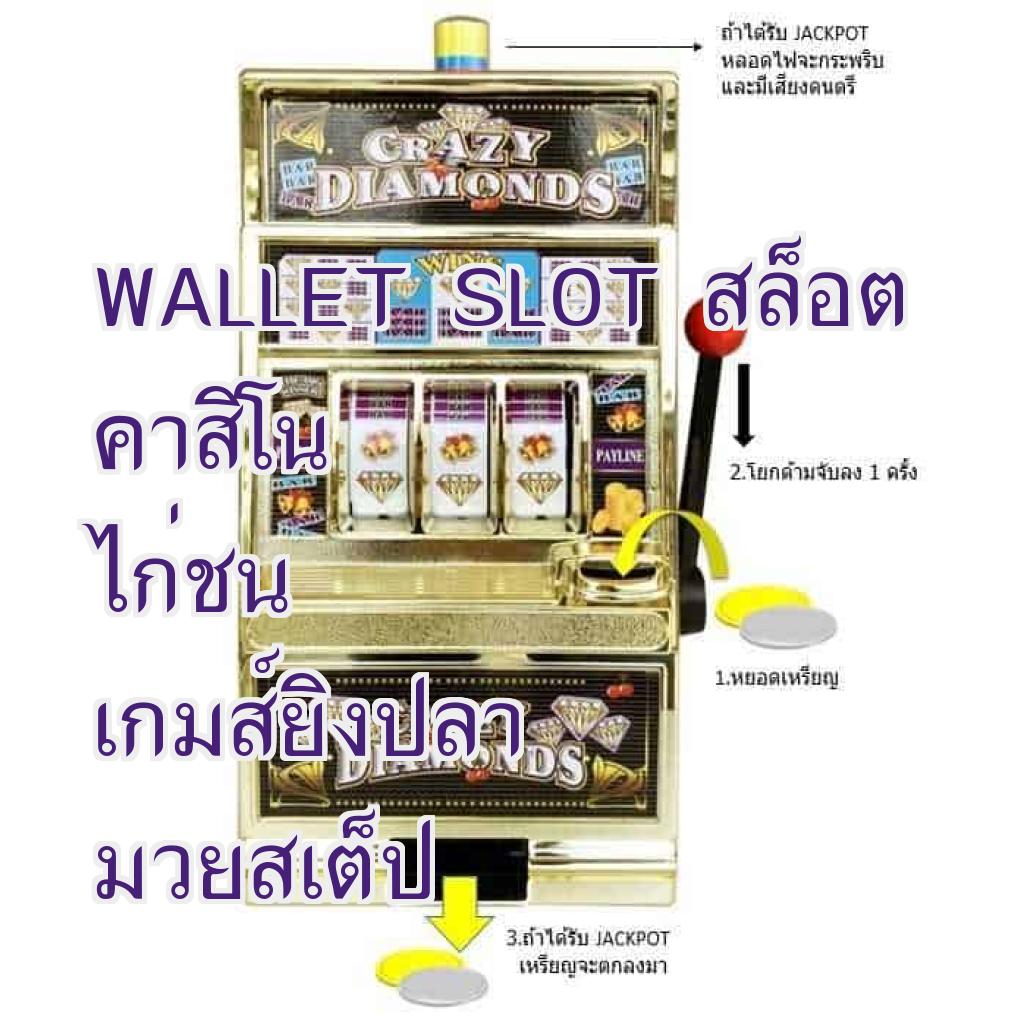 ถ้าได้รับ JACKPOT
หลอดไฟจะกระพริบ
และมีเสียงดนตรี
CRAZY
DIAMONDS
WINS
WALLET SLOT สล็อต
คาสิโน
PAYLINE
2.โยกด้ามจับลง 1 ครั้ง
ไก่ชน
1.หยอดเหรียญ
เกมส์ยิงปลา
DIAMONDS
มวยสเต็ป
3.ถ้าได้รับ JACKPOT
เหรียญจะตกลงมา